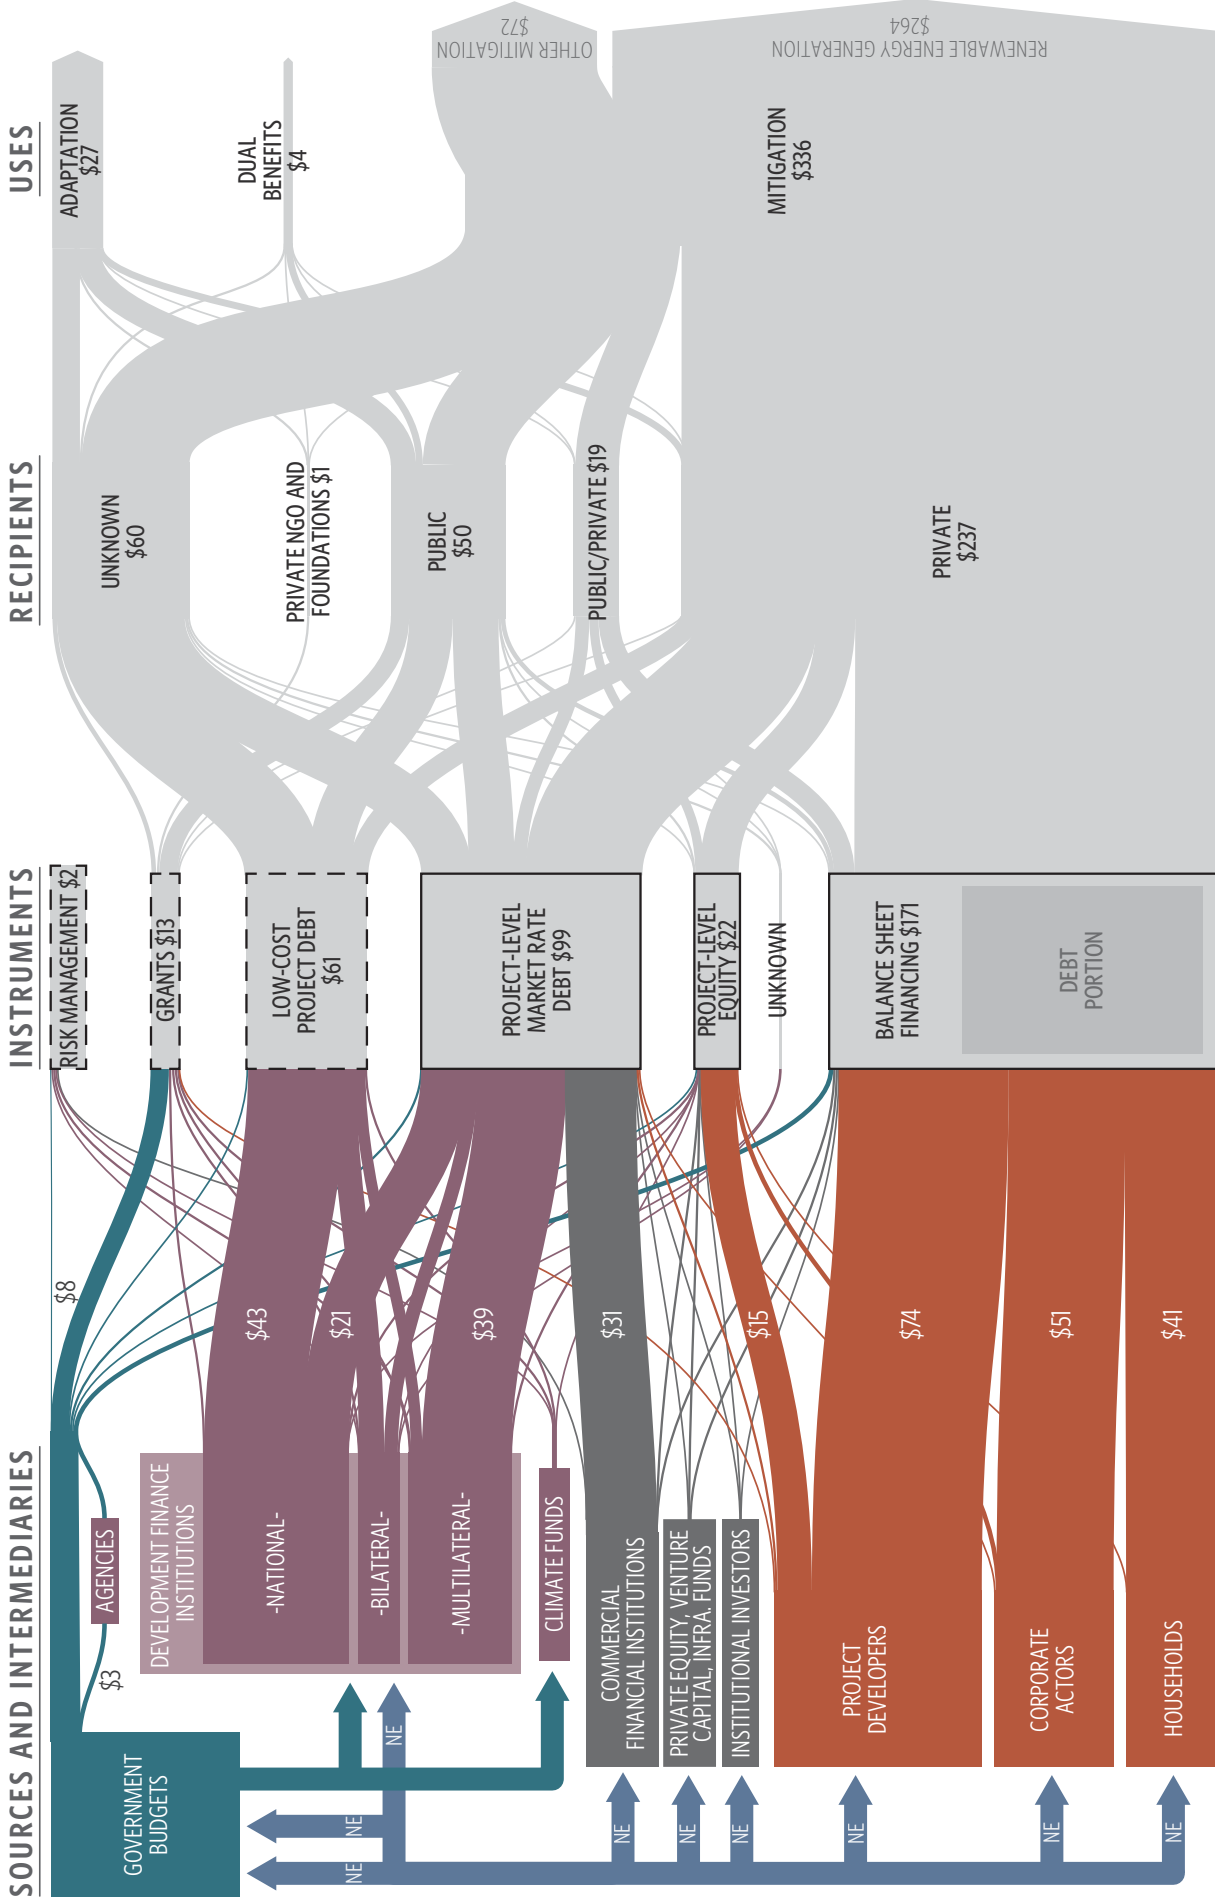 SOURCES AND INTERMEDIARIES
INSTRUMENTS
RECIPIENTS
USES
GOVERNMENT
BUDGETS
$3
AGENCIES
$8
DEVELOPMENT FINANCE
INSTITUTIONS
-NATIONAL-
$43
-BILATERAL-
$21
-MULTILATERAL-
$39
CLIMATE FUNDS
COMMERCIAL
FINANCIAL INSTITUTIONS
$31
PRIVATE EQUITY, VENTURE
CAPITAL, INFRA. FUNDS
INSTITUTIONAL INVESTORS
PROJECT
DEVELOPERS
$15
$74
CORPORATE
ACTORS
$51
HOUSEHOLDS
$41
NE
NE
NE
NE
NE
NE
NE
NE
NE
RISK MANAGEMENT $2
GRANTS $13
LOW-COST
PROJECT DEBT
$61
PROJECT-LEVEL
MARKET RATE
DEBT $99
PROJECT-LEVEL
EQUITY $22
UNKNOWN
BALANCE SHEET
FINANCING $171
DEBT
PORTION
UNKNOWN
$60
PRIVATE NGO AND
FOUNDATIONS $1
PUBLIC
$50
PUBLIC/PRIVATE $19
PRIVATE
$237
ADAPTATION
$27
DUAL
BENEFITS
$4
MITIGATION
$336
OTHER MITIGATION
$72
RENEWABLE ENERGY GENERATION
$264